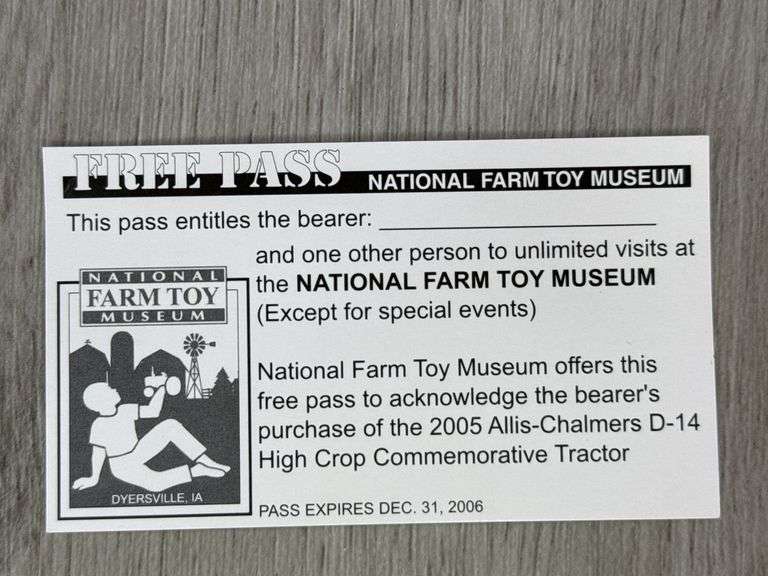 FREE PASS NATIONAL FARM TOY MUSEUM
This pass entitles the bearer: ____________________
and one other person to unlimited visits at
the NATIONAL FARM TOY MUSEUM
(Except for special events)
NATIONAL
FARM TOY
MUSEUM
DYERSVILLE, IA
National Farm Toy Museum offers this
free pass to acknowledge the bearer's
purchase of the 2005 Allis-Chalmers D-14
High Crop Commemorative Tractor
PASS EXPIRES DEC. 31, 2006